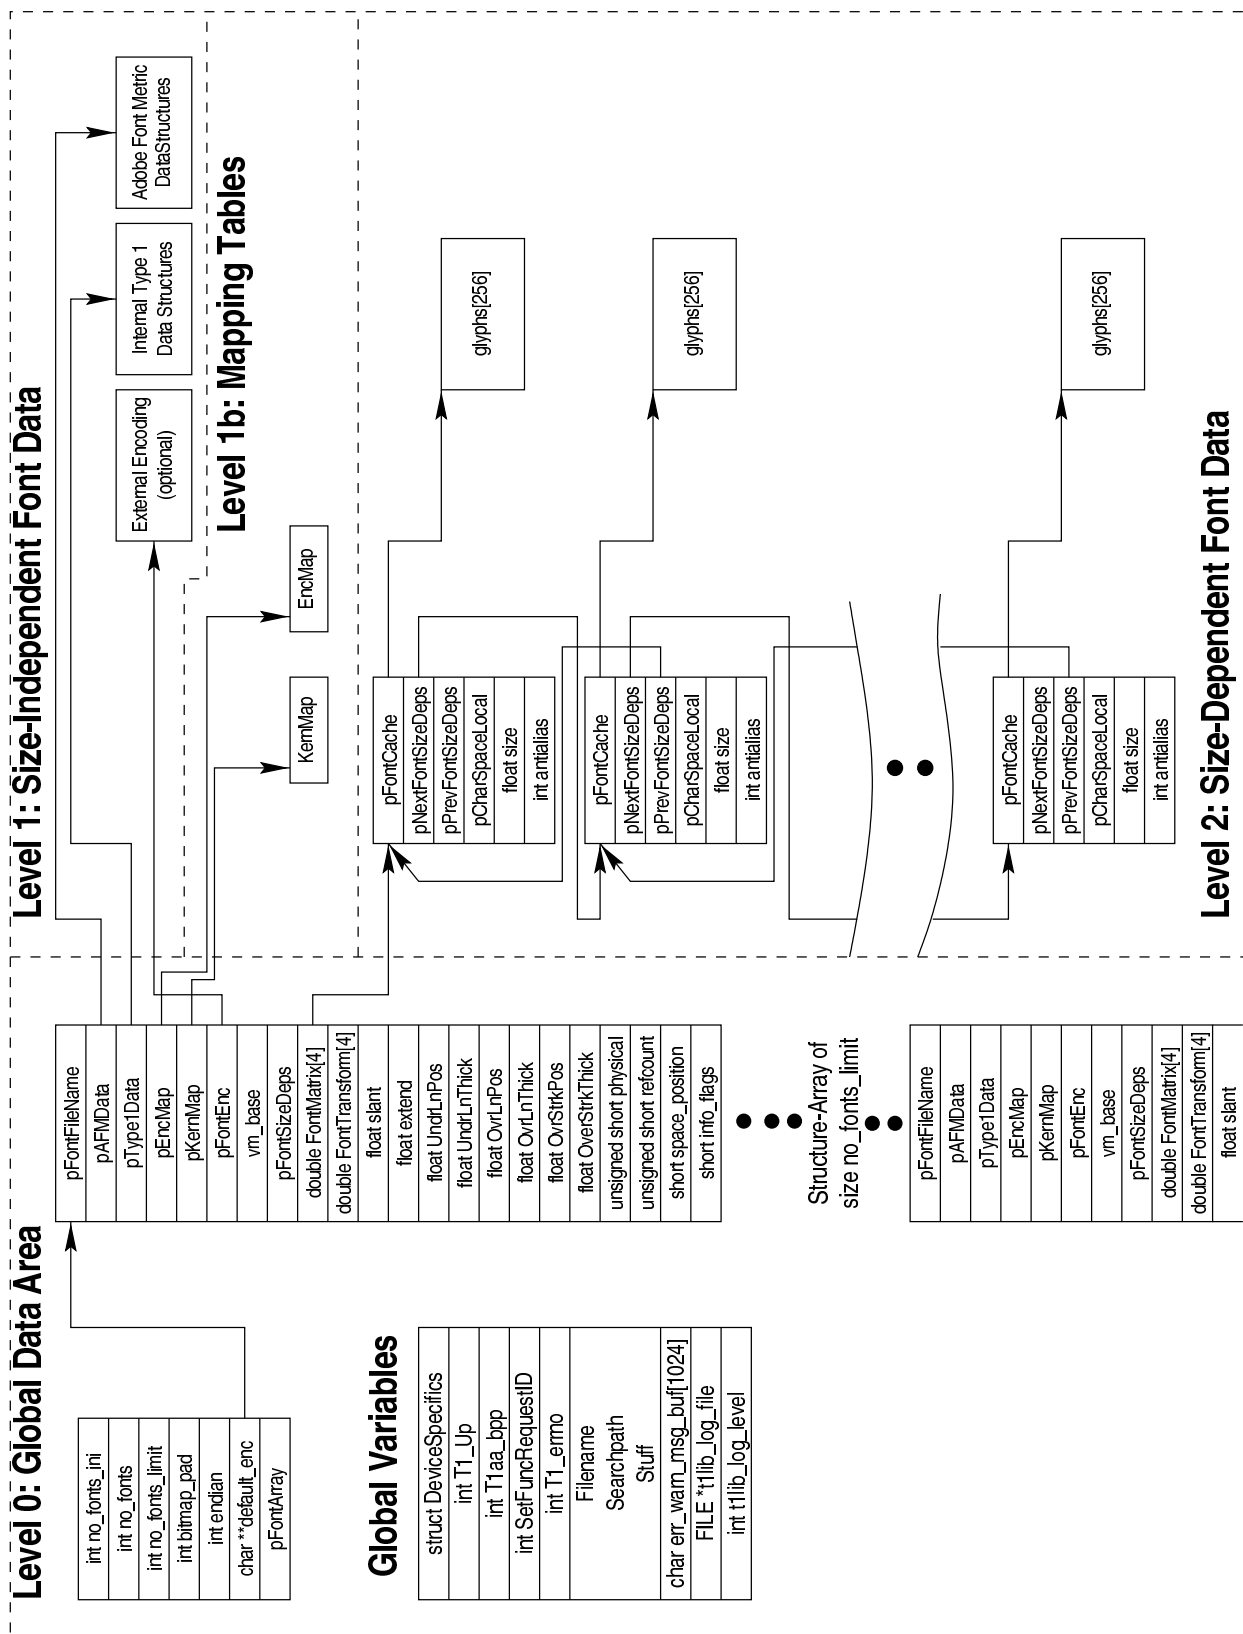 Level 0: Global Data Area
int no_fonts_ini
int no_fonts
int no_fonts_limit
int bitmap_pad
int endian
char **default_enc
pFontArray
Global Variables
struct DeviceSpecifics
int T1_Up
int T1aa_bpp
int SetFuncRequestID
int T1_errno
Filename
Searchpath
Stuff
char err_warn_msg_buf[1024]
FILE *t1lib_log_file
int t1lib_log_level
pFontFileName
pAFMData
pType1Data
pEncMap
pKernMap
pFontEnc
vm_base
pFontSizeDeps
double FontMatrix[4]
double FontTransform[4]
float slant
float extend
float UndrLnPos
float UndrLnThick
float OvrLnPos
float OvrLnThick
float OvrStrkPos
float OverStrkThick
unsigned short physical
unsigned short refcount
short space_position
short info_flags
Structure-Array of
size no_fonts_limit
pFontFileName
pAFMData
pType1Data
pEncMap
pKernMap
pFontEnc
vm_base
pFontSizeDeps
double FontMatrix[4]
double FontTransform[4]
float slant
Level 1: Size-Independent Font Data
External Encoding
(optional)
Internal Type 1
Data Structures
Adobe Font Metric
DataStructures
Level 1b: Mapping Tables
KernMap
EncMap
pFontCache
pNextFontSizeDeps
pPrevFontSizeDeps
pCharSpaceLocal
float size
int antialias
glyphs[256]
pFontCache
pNextFontSizeDeps
pPrevFontSizeDeps
pCharSpaceLocal
float size
int antialias
glyphs[256]
pFontCache
pNextFontSizeDeps
pPrevFontSizeDeps
pCharSpaceLocal
float size
int antialias
glyphs[256]
Level 2: Size-Dependent Font Data